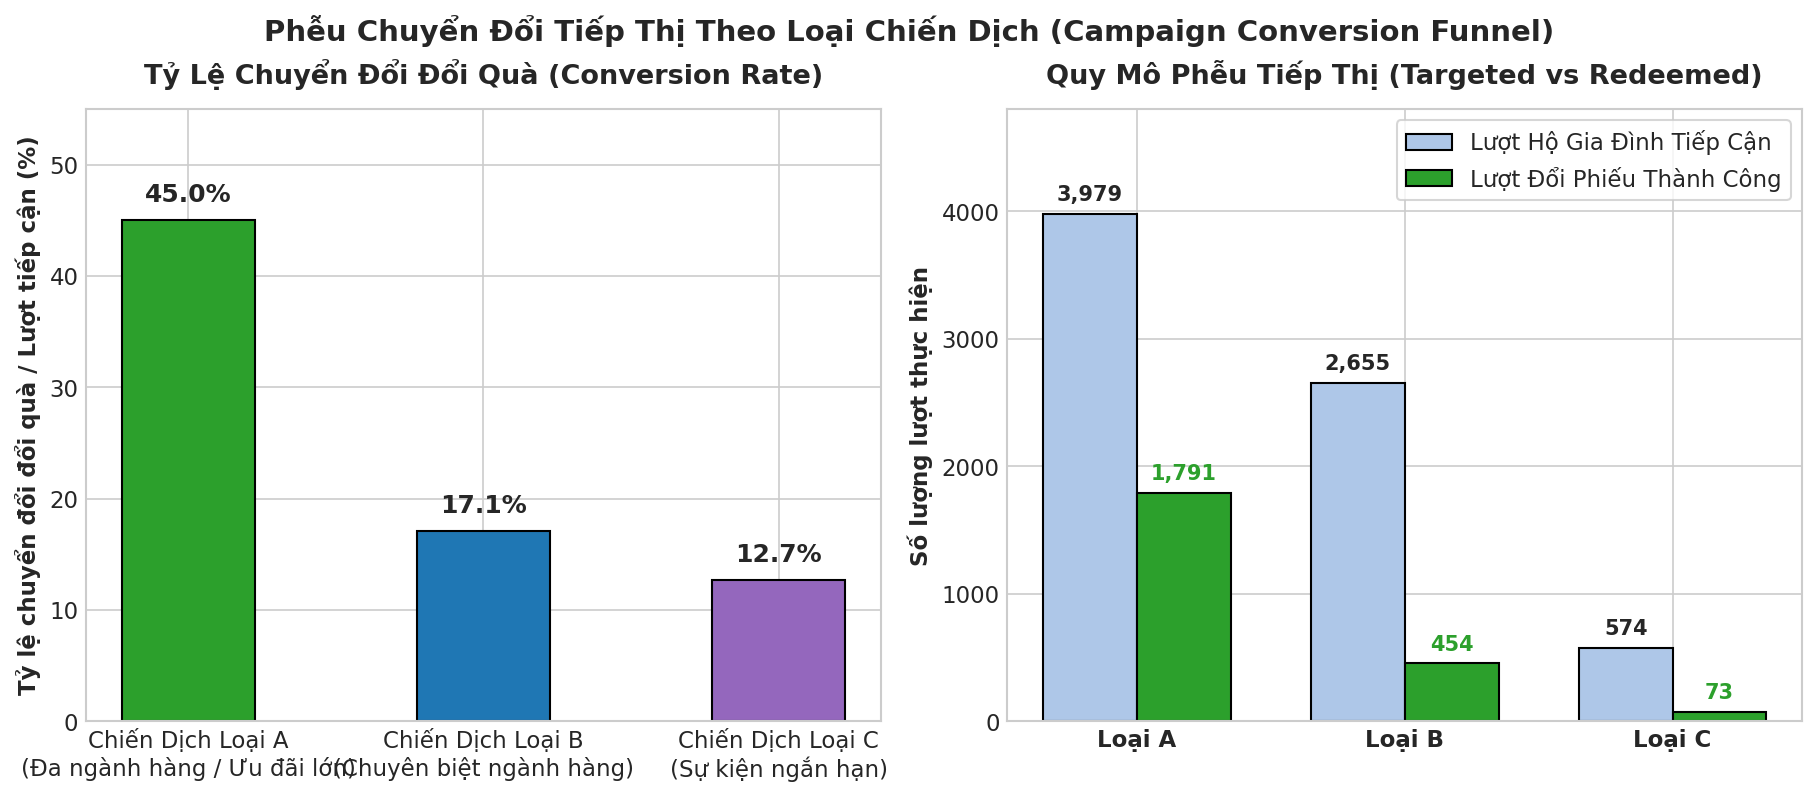 Phễu Chuyển Đổi Tiếp Thị Theo Loại Chiến Dịch (Campaign Conversion Funnel)
Tỷ Lệ Chuyển Đổi Đổi Quà (Conversion Rate)
Tỷ lệ chuyển đổi đổi quà / Lượt tiếp cận (%)
50
40
30
20
10
0
45.0%
17.1%
12.7%
Chiến Dịch Loại A
(Đa ngành hàng / Ưu đãi lớn)
Chiến Dịch Loại B
(Chuyên biệt ngành hàng)
Chiến Dịch Loại C
(Sự kiện ngắn hạn)
Quy Mô Phễu Tiếp Thị (Targeted vs Redeemed)
Số lượng lượt thực hiện
4000
3000
2000
1000
0
Lượt Hộ Gia Đình Tiếp Cận
Lượt Đổi Phiếu Thành Công
3,979
1,791
2,655
454
574
73
Loại A
Loại B
Loại C